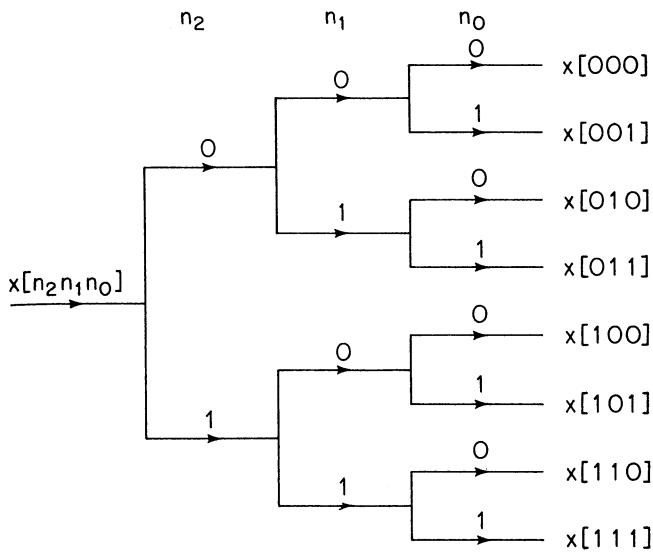 n₂ n₁ n₀
0 x[000]
0
1 x[001]
0
0 x[010]
1
1 x[011]
x[n₂n₁n₀]
0 x[100]
0
1 x[101]
1
0 x[110]
1
1 x[111]